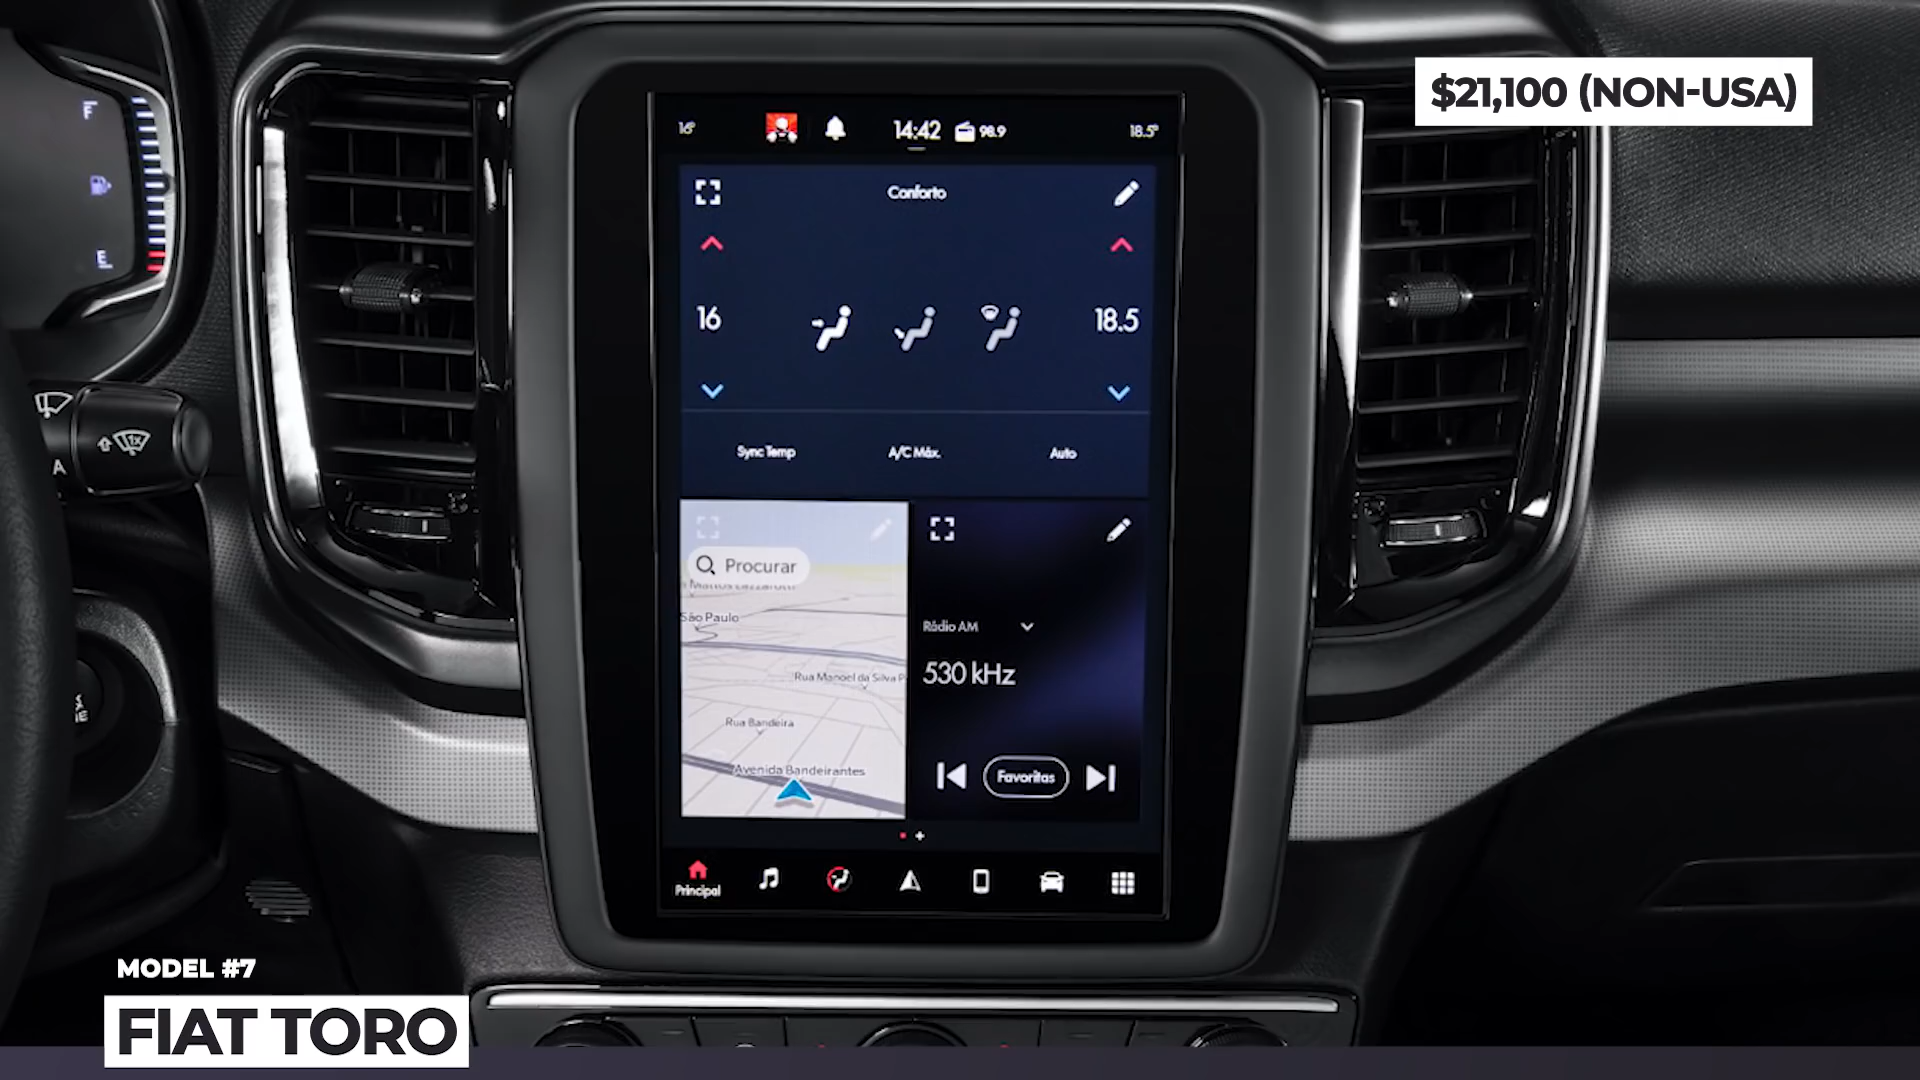 $21,100 (NON-USA)
F
E
1x
A
16°
14:42
98.9
18.5°
Conforto
16
18.5
Sync Temp
A/C Máx.
Auto
Procurar
São Paulo
Rua Manoel da Silva P
Rua Bandeira
Avenida Bandeirantes
Rádio AM
530 kHz
Favoritas
Principal
MODEL #7
FIAT TORO